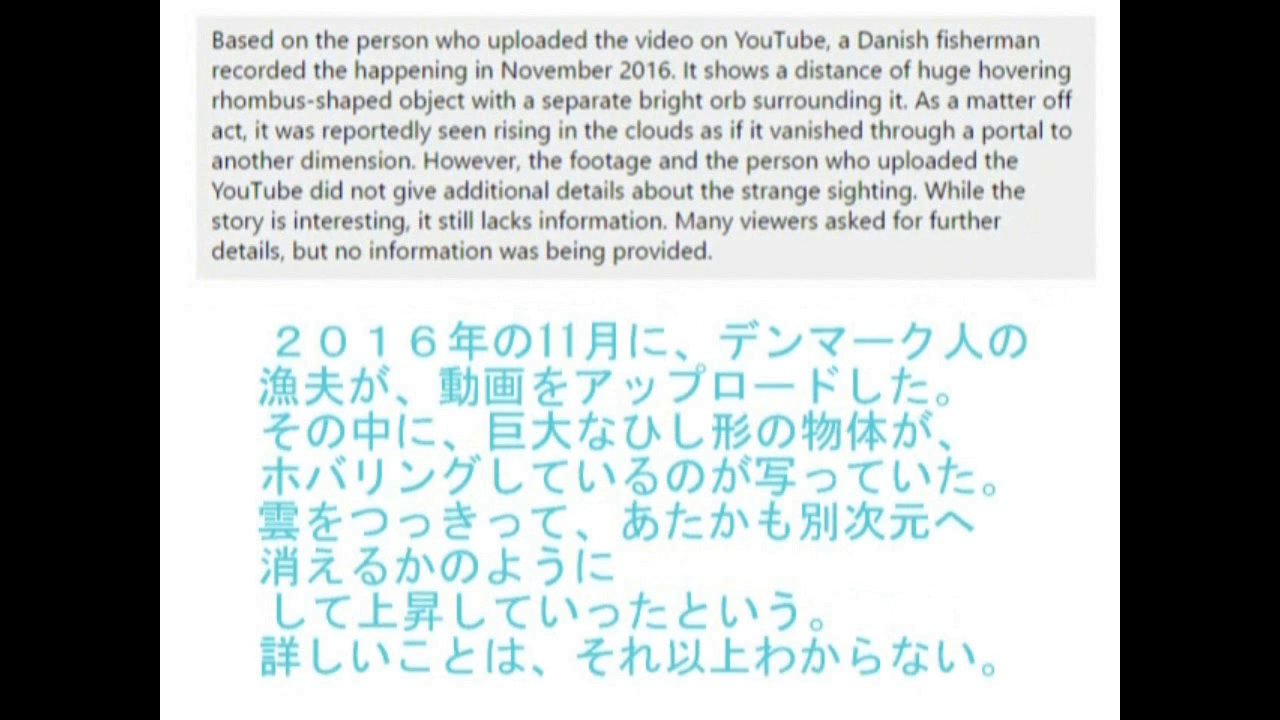 Based on the person who uploaded the video on YouTube, a Danish fisherman
recorded the happening in November 2016. It shows a distance of huge hovering
rhombus-shaped object with a separate bright orb surrounding it. As a matter off
act, it was reportedly seen rising in the clouds as if it vanished through a portal to
another dimension. However, the footage and the person who uploaded the
YouTube did not give additional details about the strange sighting. While the
story is interesting, it still lacks information. Many viewers asked for further
details, but no information was being provided.
２０１６年の11月に、デンマーク人の
漁夫が、動画をアップロードした。
その中に、巨大なひし形の物体が、
ホバリングしているのが写っていた。
雲をつっきって、あたかも別次元へ
消えるかのように
して上昇していったという。
詳しいことは、それ以上わからない。